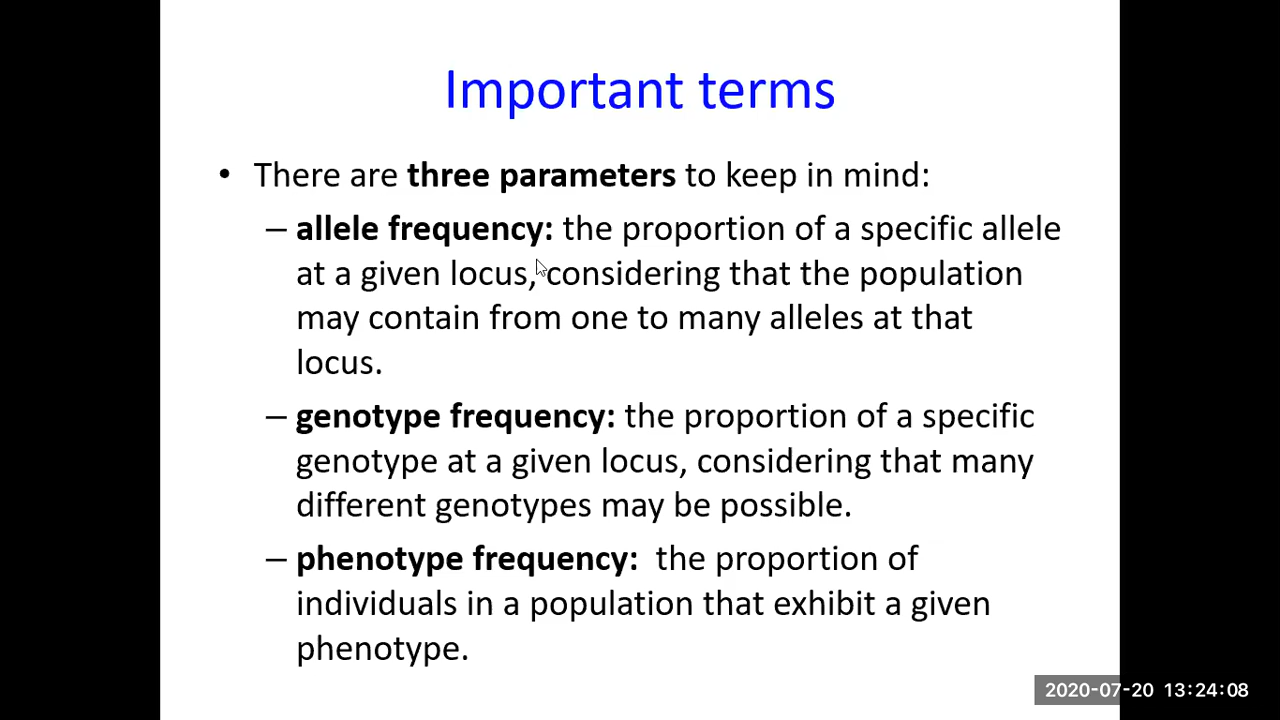 Important terms
• There are three parameters to keep in mind:
– allele frequency: the proportion of a specific allele
at a given locus, considering that the population
may contain from one to many alleles at that
locus.
– genotype frequency: the proportion of a specific
genotype at a given locus, considering that many
different genotypes may be possible.
– phenotype frequency:  the proportion of
individuals in a population that exhibit a given
phenotype.
2020-07-20 13:24:08